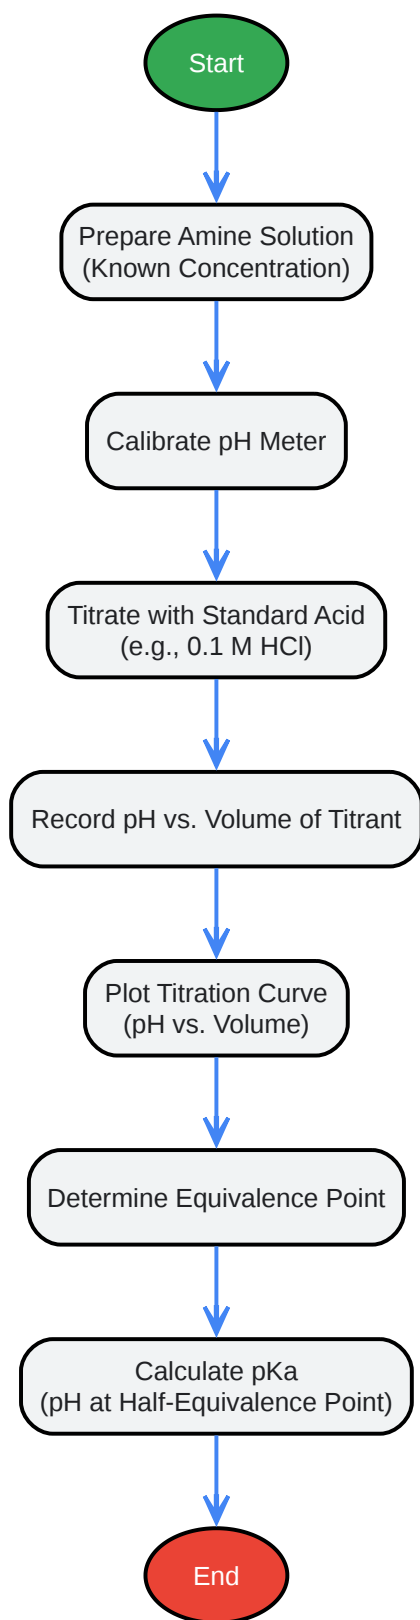 Start
Prepare Amine Solution
(Known Concentration)
Calibrate pH Meter
Titrate with Standard Acid
(e.g., 0.1 M HCl)
Record pH vs. Volume of Titrant
Plot Titration Curve
(pH vs. Volume)
Determine Equivalence Point
Calculate pKa
(pH at Half-Equivalence Point)
End